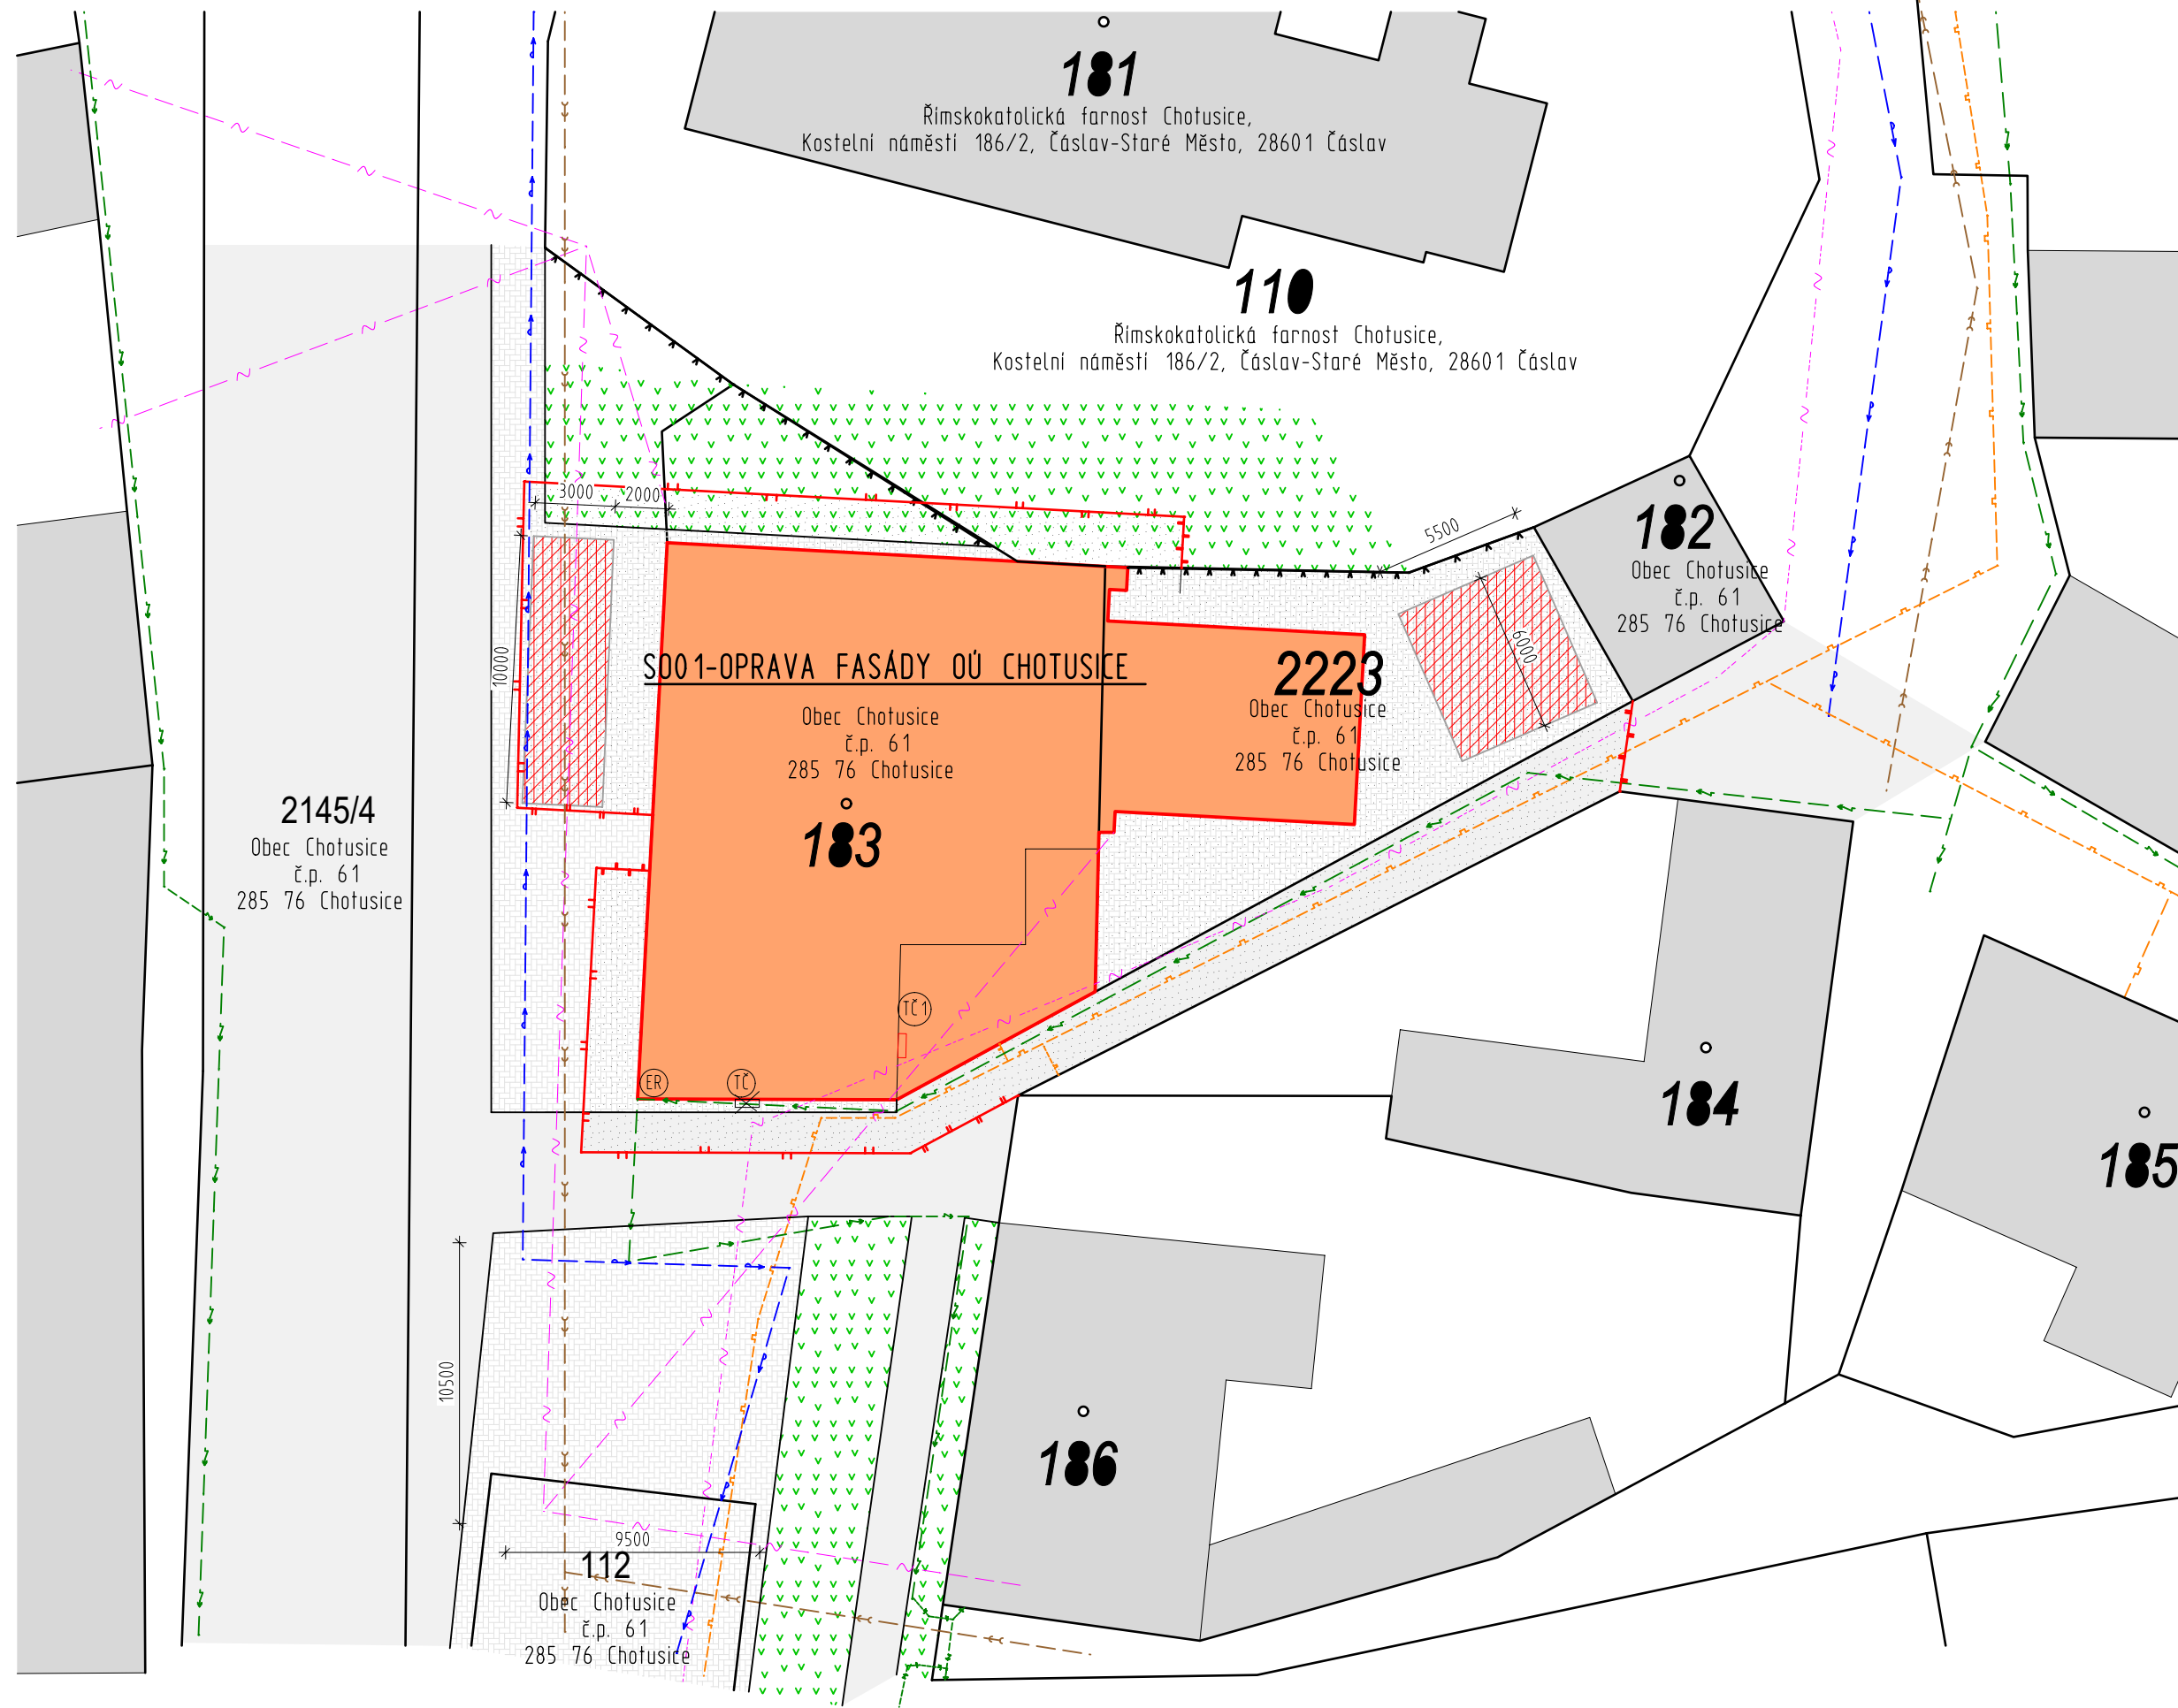 181
Římskokatolická farnost Chotusice,
Kostelní náměstí 186/2, Čáslav-Staré Město, 28601 Čáslav
110
Římskokatolická farnost Chotusice,
Kostelní náměstí 186/2, Čáslav-Staré Město, 28601 Čáslav
3000
2000
5500
182
Obec Chotusice
č.p. 61
285 76 Chotusice
10000
6000
SO01-OPRAVA FASÁDY OÚ CHOTUSICE
2223
Obec Chotusice
č.p. 61
285 76 Chotusice
Obec Chotusice
č.p. 61
285 76 Chotusice
183
2145/4
Obec Chotusice
č.p. 61
285 76 Chotusice
TČ1
ER
TČ
184
185
10500
186
9500
112
Obec Chotusice
č.p. 61
285 76 Chotusice